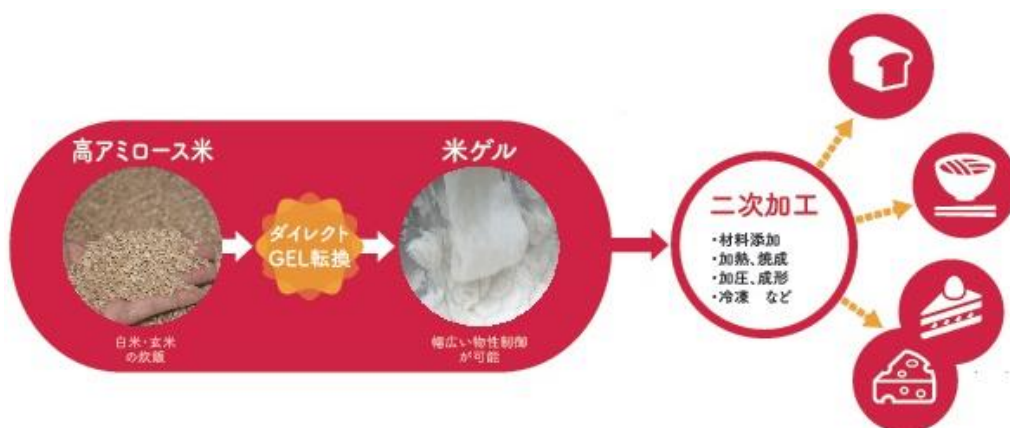 高アミロース米
白米・玄米
の炊飯
ダイレクト
GEL転換
米ゲル
幅広い物性制御
が可能
二次加工
・材料添加
・加熱、焼成
・加圧、成形
・冷凍 など